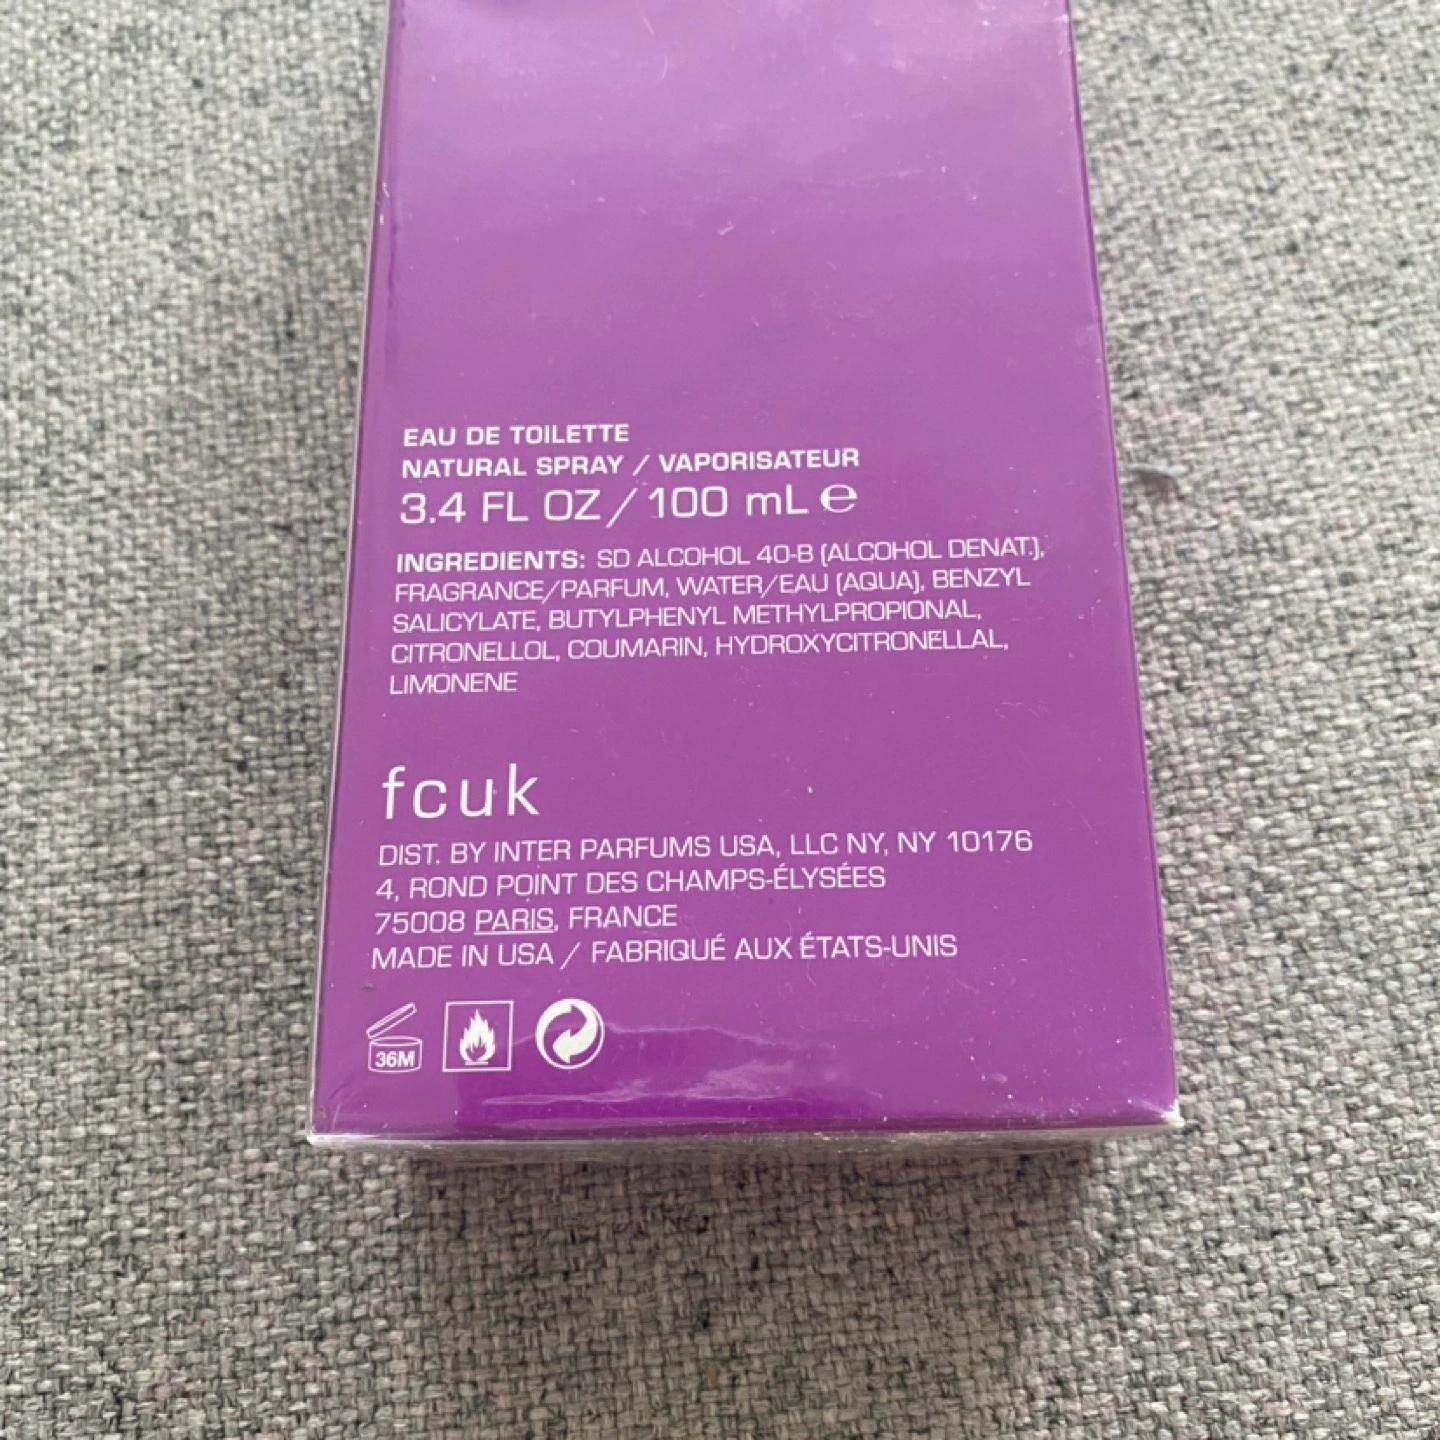 EAU DE TOILETTE
NATURAL SPRAY / VAPORISATEUR
3.4 FL OZ / 100 mL ℮
INGREDIENTS: SD ALCOHOL 40-B (ALCOHOL DENAT.),
FRAGRANCE/PARFUM, WATER/EAU (AQUA), BENZYL
SALICYLATE, BUTYLPHENYL METHYLPROPIONAL,
CITRONELLOL, COUMARIN, HYDROXYCITRONELLAL,
LIMONENE
fcuk
DIST. BY INTER PARFUMS USA, LLC NY, NY 10176
4, ROND POINT DES CHAMPS-ÉLYSÉES
75008 PARIS, FRANCE
MADE IN USA / FABRIQUÉ AUX ÉTATS-UNIS
36M